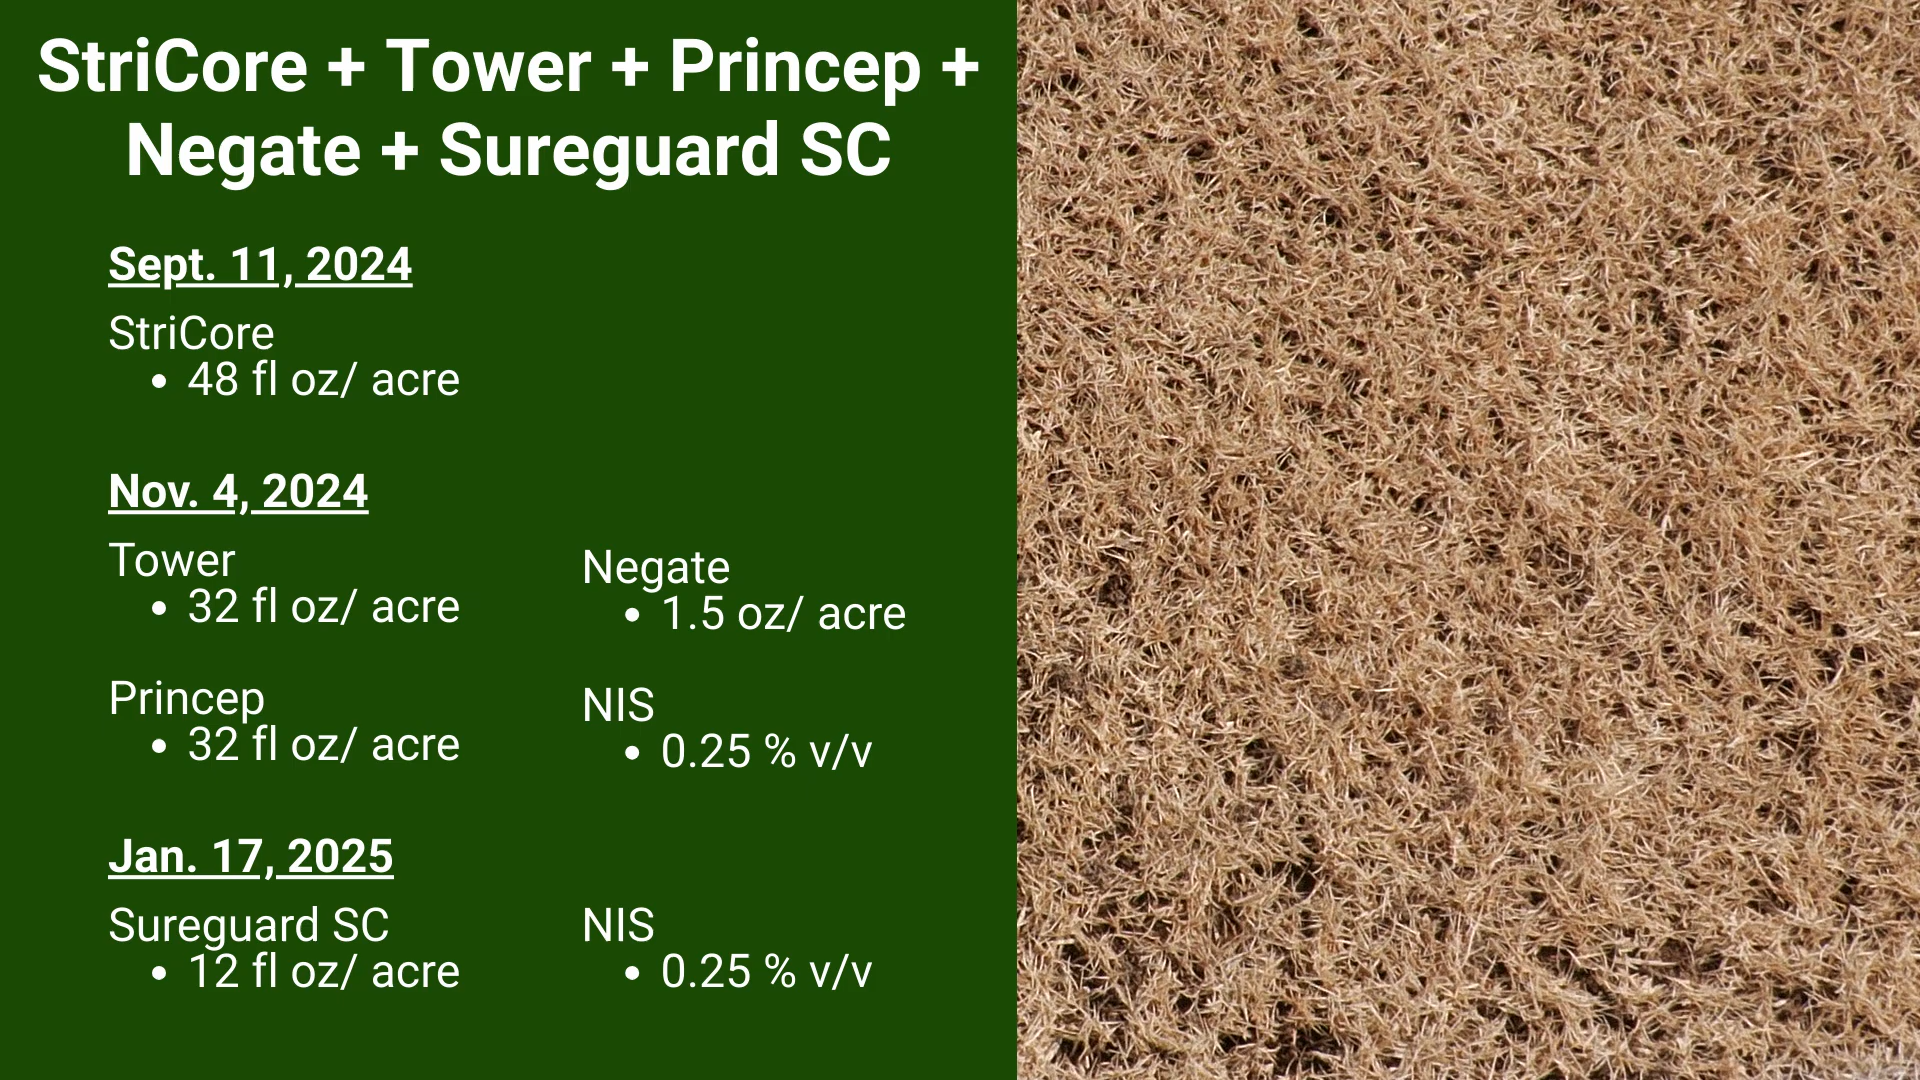 StriCore + Tower + Princep +
Negate + Sureguard SC
Sept. 11, 2024
StriCore
• 48 fl oz/ acre
Nov. 4, 2024
Tower
• 32 fl oz/ acre
Princep
• 32 fl oz/ acre
Negate
• 1.5 oz/ acre
NIS
• 0.25 % v/v
Jan. 17, 2025
Sureguard SC
• 12 fl oz/ acre
NIS
• 0.25 % v/v